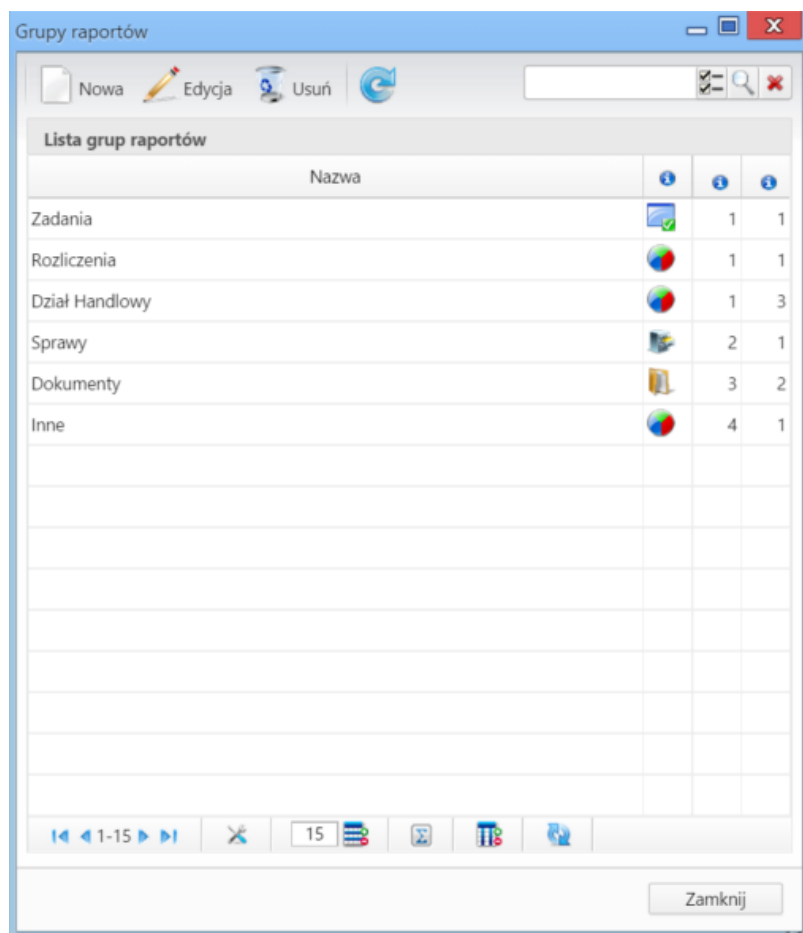 Grupy raportów
Nowa Edycja Usuń
Lista grup raportów
Nazwa
Zadania 1 1
Rozliczenia 1 1
Dział Handlowy 1 3
Sprawy 2 1
Dokumenty 3 2
Inne 4 1
1-15 15
Zamknij